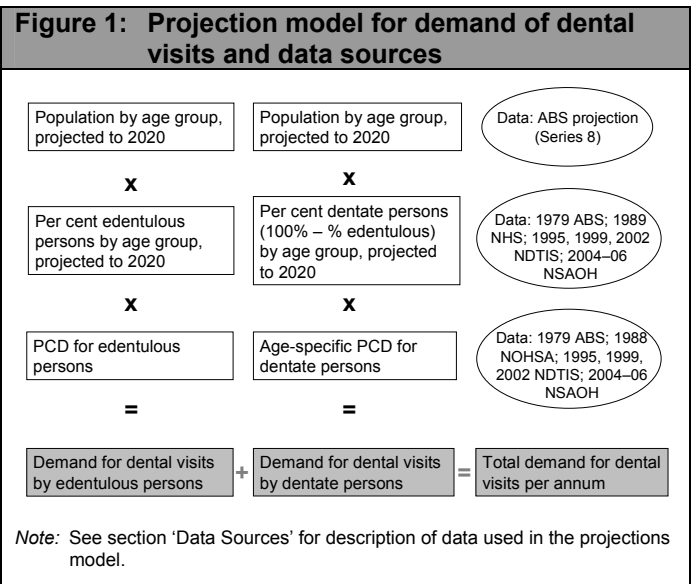 Figure 1: Projection model for demand of dental
visits and data sources
Population by age group,
projected to 2020
Population by age group,
projected to 2020
Data: ABS projection
(Series 8)
x
x
Per cent edentulous
persons by age group,
projected to 2020
Per cent dentate persons
(100% – % edentulous)
by age group, projected
to 2020
Data: 1979 ABS; 1989
NHS; 1995, 1999, 2002
NDTIS; 2004–06
NSAOH
x
x
PCD for edentulous
persons
Age-specific PCD for
dentate persons
Data: 1979 ABS; 1988
NOHSA; 1995, 1999,
2002 NDTIS; 2004–06
NSAOH
=
=
Demand for dental visits
by edentulous persons
+
Demand for dental visits
by dentate persons
=
Total demand for dental
visits per annum
Note: See section ‘Data Sources’ for description of data used in the projections
model.